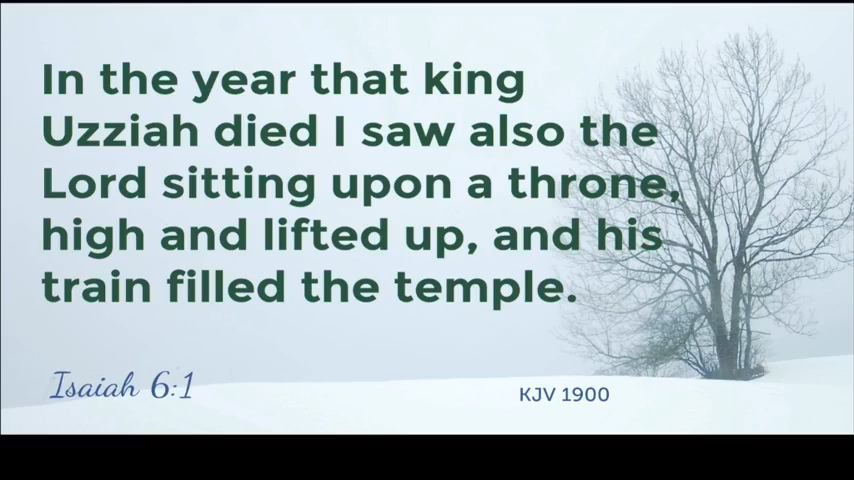 In the year that king
Uzziah died I saw also the
Lord sitting upon a throne,
high and lifted up, and his
train filled the temple.
Isaiah 6:1
KJV 1900